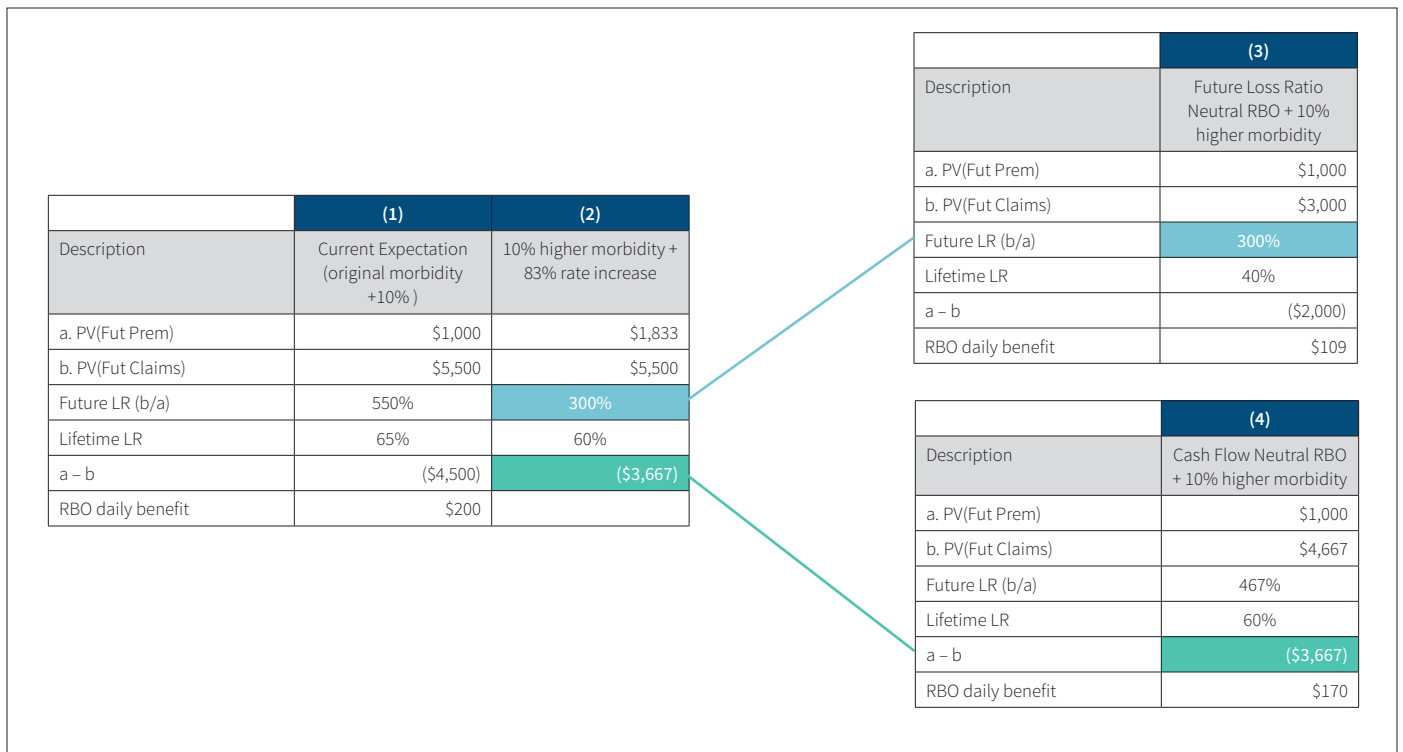 (1) (2)
Description
Current Expectation
(original morbidity
+10% )
10% higher morbidity +
83% rate increase
a. PV(Fut Prem) $1,000 $1,833
b. PV(Fut Claims) $5,500 $5,500
Future LR (b/a) 550% 300%
Lifetime LR 65% 60%
a – b ($4,500) ($3,667)
RBO daily benefit $200
(3)
Description
Future Loss Ratio
Neutral RBO + 10%
higher morbidity
a. PV(Fut Prem) $1,000
b. PV(Fut Claims) $3,000
Future LR (b/a) 300%
Lifetime LR 40%
a – b ($2,000)
RBO daily benefit $109
(4)
Description
Cash Flow Neutral RBO
+ 10% higher morbidity
a. PV(Fut Prem) $1,000
b. PV(Fut Claims) $4,667
Future LR (b/a) 467%
Lifetime LR 60%
a – b ($3,667)
RBO daily benefit $170